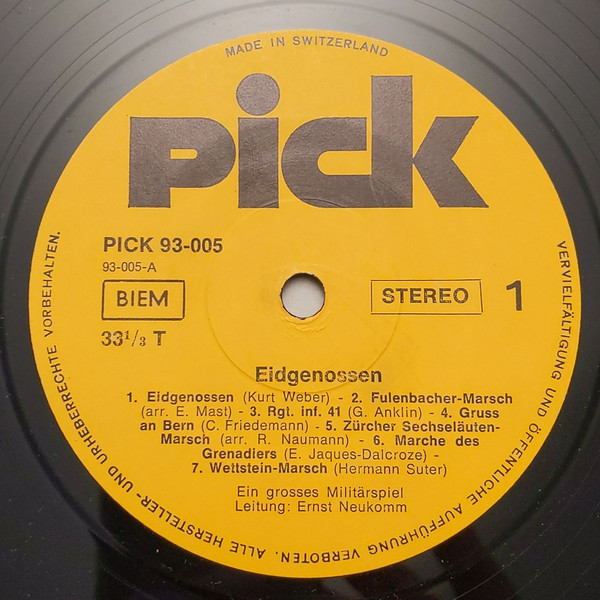 MADE IN SWITZERLAND
pick
PICK 93-005
93-005-A
BIEM
33 1/3 T
STEREO
1
Eidgenossen
1. Eidgenossen (Kurt Weber) - 2. Fulenbacher-Marsch
(arr. E. Mast) - 3. Rgt. inf. 41 (G. Anklin) - 4. Gruss
an Bern (C. Friedemann) - 5. Zürcher Sechseläuten-
Marsch (arr. R. Naumann) - 6. Marche des
Grenadiers (E. Jaques-Dalcroze) -
7. Wettstein-Marsch (Hermann Suter)
Ein grosses Militärspiel
Leitung: Ernst Neukomm
VERVIELFÄLTIGUNG UND ÖFFENTLICHE AUFFÜHRUNG VERBOTEN. ALLE HERSTELLER- UND URHEBERRECHTE VORBEHALTEN.